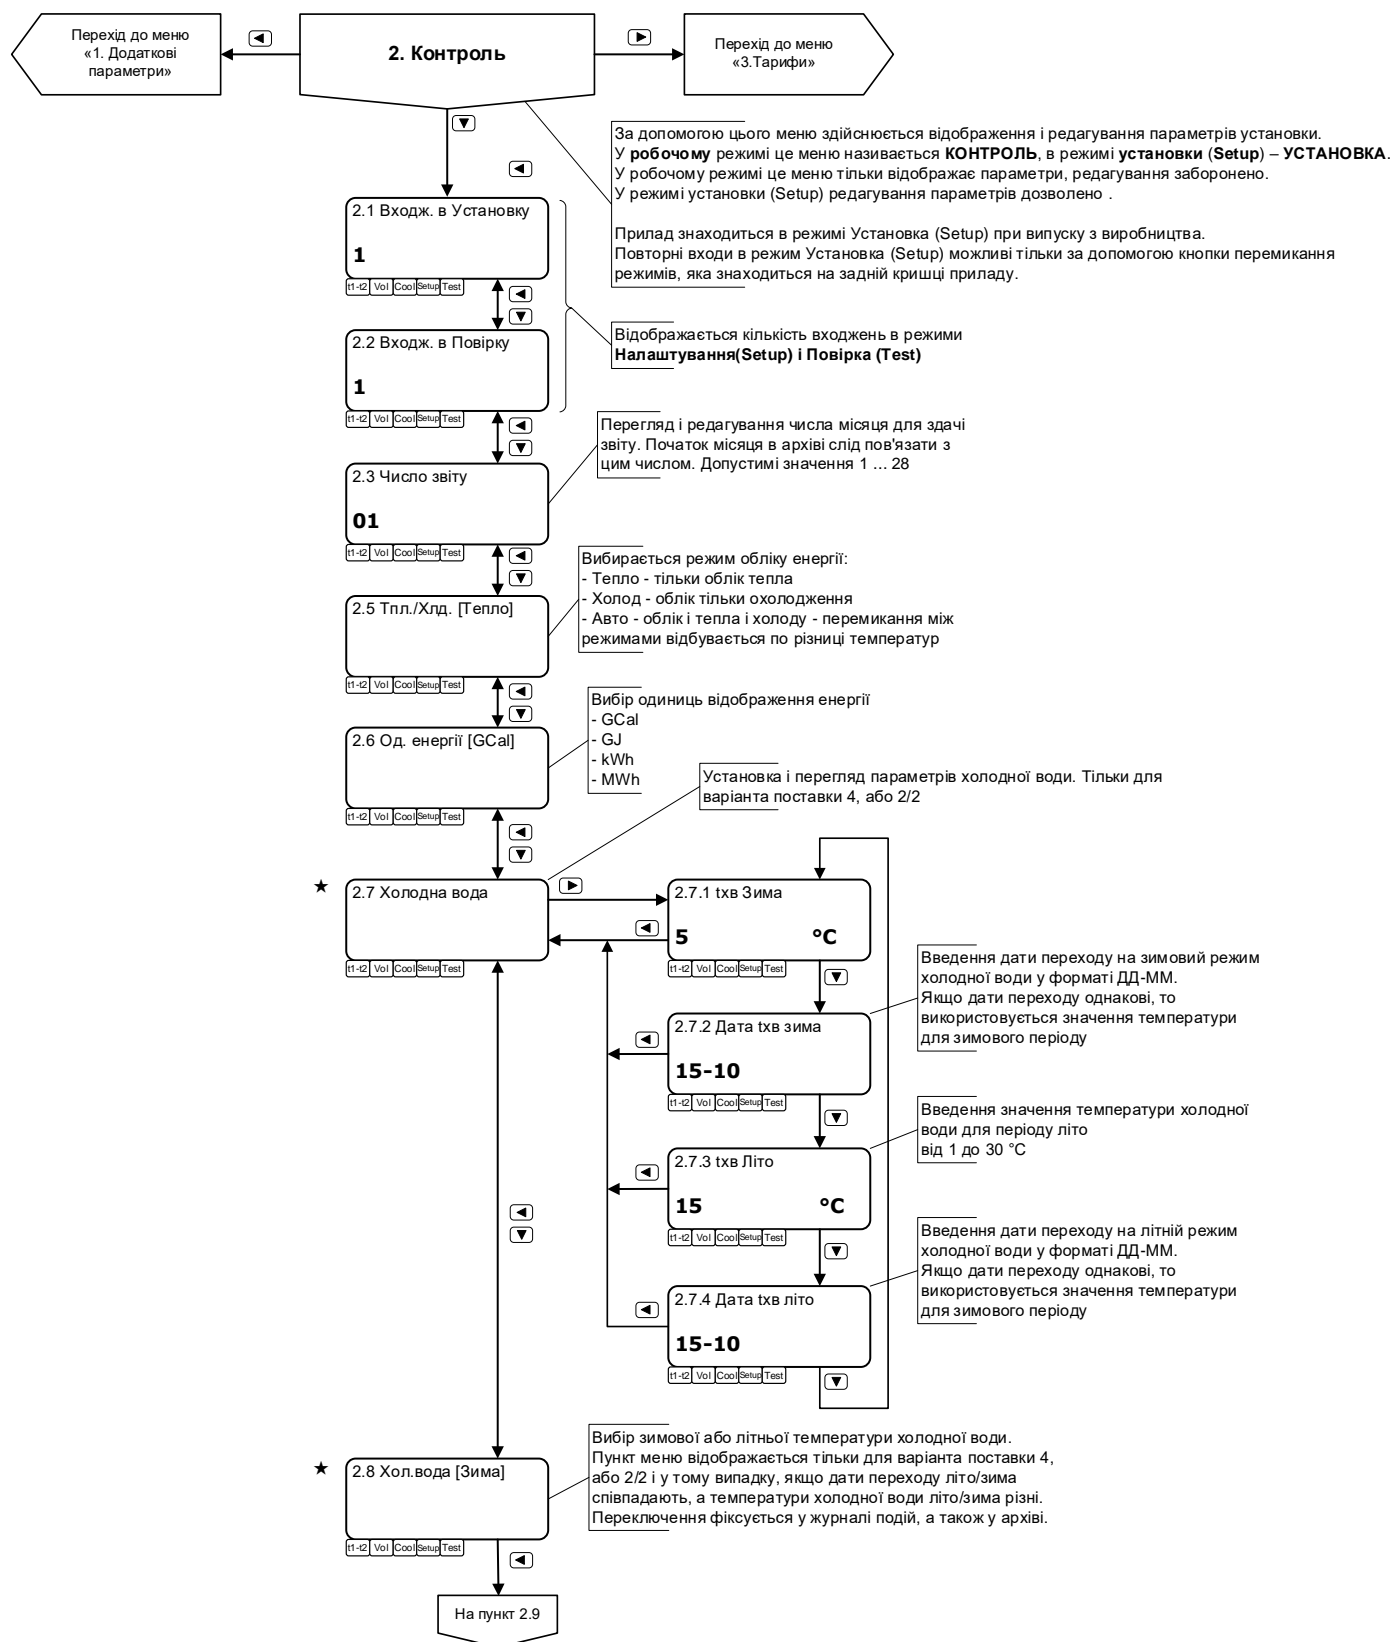 Перехід до меню
«1. Додаткові
параметри»
2. Контроль
Перехід до меню
«3.Тарифи»
За допомогою цього меню здійснюється відображення і редагування параметрів установки.
У робочому режимі це меню називається КОНТРОЛЬ, в режимі установки (Setup) – УСТАНОВКА.
У робочому режимі це меню тільки відображає параметри, редагування заборонено.
У режимі установки (Setup) редагування параметрів дозволено .
Прилад знаходиться в режимі Установка (Setup) при випуску з виробництва.
Повторні входи в режим Установка (Setup) можливі тільки за допомогою кнопки перемикання
режимів, яка знаходиться на задній кришці приладу.
2.1 Входж. в Установку
1
t1-t2 Vol Cool Setup Test
Відображається кількість входжень в режими
Налаштування(Setup) і Повірка (Test)
2.2 Входж. в Повірку
1
t1-t2 Vol Cool Setup Test
Перегляд і редагування числа місяця для здачі
звіту. Початок місяця в архіві слід пов'язати з
цим числом. Допустимі значення 1 ... 28
2.3 Число звіту
01
t1-t2 Vol Cool Setup Test
Вибирається режим обліку енергії:
- Тепло - тільки облік тепла
- Холод - облік тільки охолодження
- Авто - облік і тепла і холоду - перемикання між
режимами відбувається по різниці температур
2.5 Тпл./Хлд. [Тепло]
t1-t2 Vol Cool Setup Test
Вибір одиниць відображення енергії
- GCal
- GJ
- kWh
- MWh
2.6 Од. енергії [GCal]
t1-t2 Vol Cool Setup Test
Установка і перегляд параметрів холодної води. Тільки для
варіанта поставки 4, або 2/2
2.7 Холодна вода
t1-t2 Vol Cool Setup Test
2.7.1 tхв Зима
5 °C
t1-t2 Vol Cool Setup Test
Введення дати переходу на зимовий режим
холодної води у форматі ДД-ММ.
Якщо дати переходу однакові, то
використовується значення температури
для зимового періоду
2.7.2 Дата tхв зима
15-10
t1-t2 Vol Cool Setup Test
Введення значення температури холодної
води для періоду літо
від 1 до 30 °C
2.7.3 tхв Літо
15 °C
t1-t2 Vol Cool Setup Test
Введення дати переходу на літній режим
холодної води у форматі ДД-ММ.
Якщо дати переходу однакові, то
використовується значення температури
для зимового періоду
2.7.4 Дата tхв літо
15-10
t1-t2 Vol Cool Setup Test
Вибір зимової або літньої температури холодної води.
Пункт меню відображається тільки для варіанта поставки 4,
або 2/2 і у тому випадку, якщо дати переходу літо/зима
співпадають, а температури холодної води літо/зима різні.
Переключення фіксується у журналі подій, а також у архіві.
2.8 Хол.вода [Зима]
t1-t2 Vol Cool Setup Test
На пункт 2.9